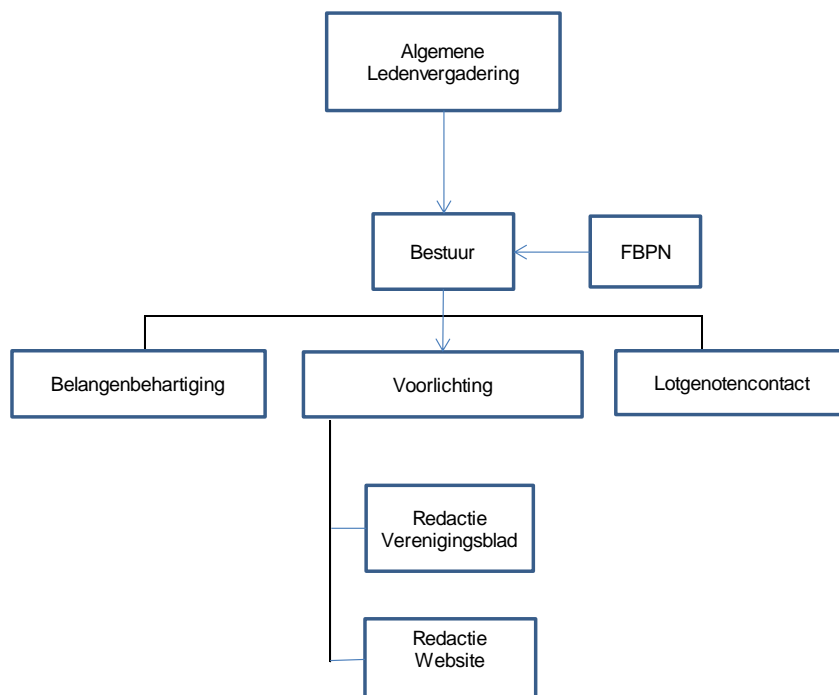 Algemene
Ledenvergadering
Bestuur
FBPN
Belangenbehartiging
Voorlichting
Lotgenotencontact
Redactie
Verenigingsblad
Redactie
Website